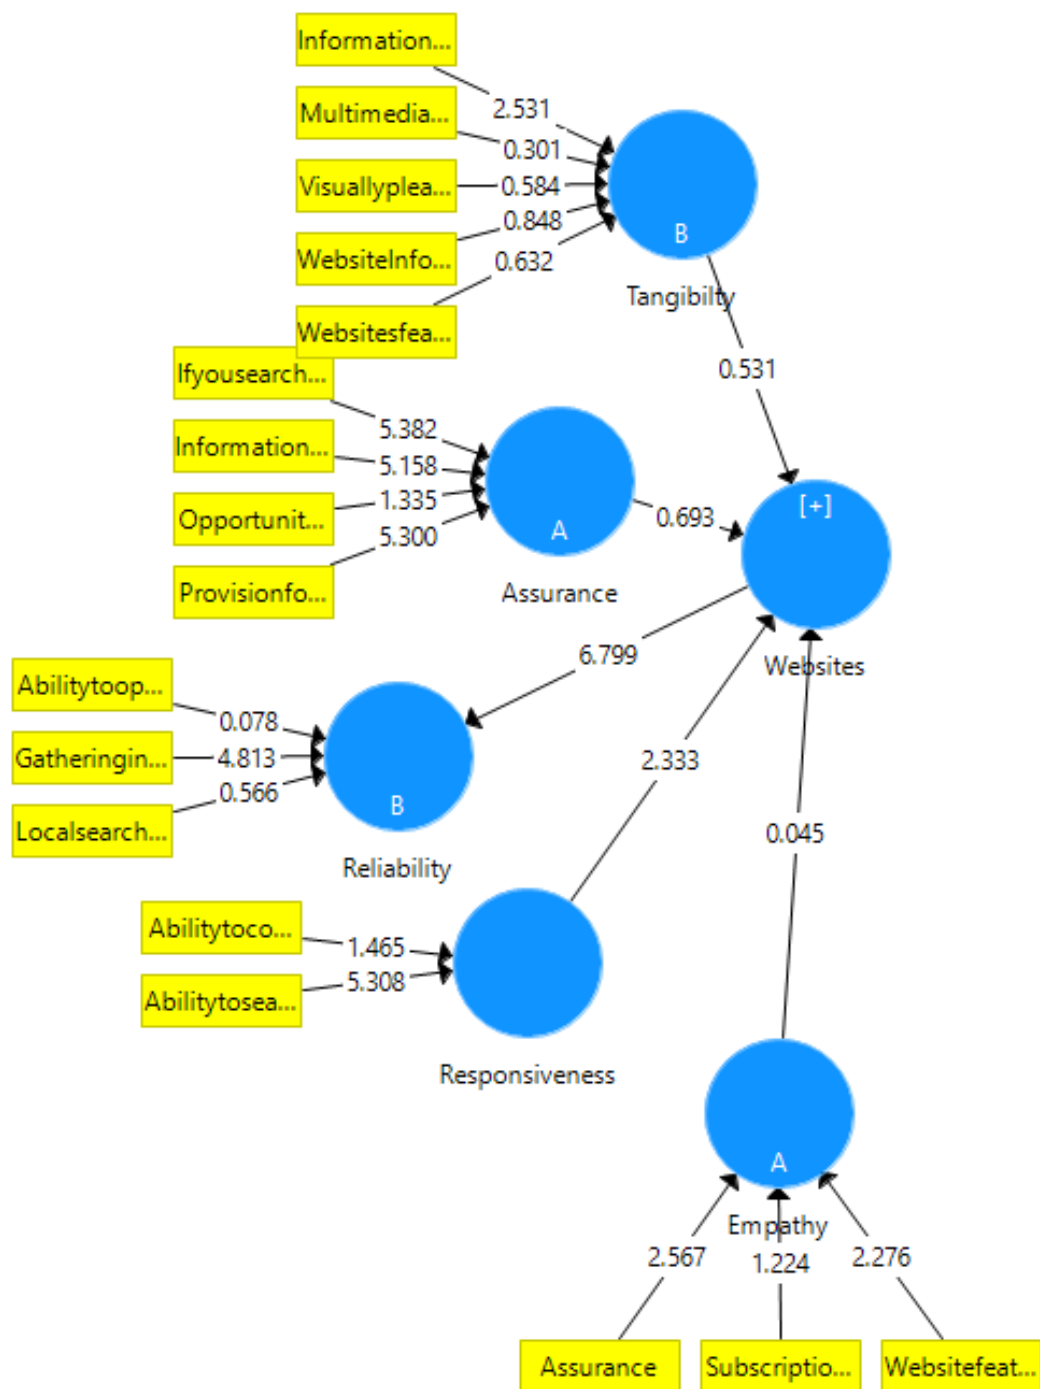 Information...
2.531
Multimedia...
0.301
Visuallyplea...
0.584
WebsiteInfo...
0.848
Websitesfea...
0.632
B
Tangibilty
0.531
Ifyousearch...
5.382
Information...
5.158
Opportunit...
1.335
Provisionfo...
5.300
A
Assurance
0.693
[+]
Websites
6.799
Abilitytoop...
0.078
Gatheringin...
4.813
Localsearch...
0.566
B
Reliability
2.333
0.045
Abilitytoco...
1.465
Abilitytosea...
5.308
Responsiveness
A
Empathy
2.567
1.224
2.276
Assurance
Subscriptio...
Websitefeat...